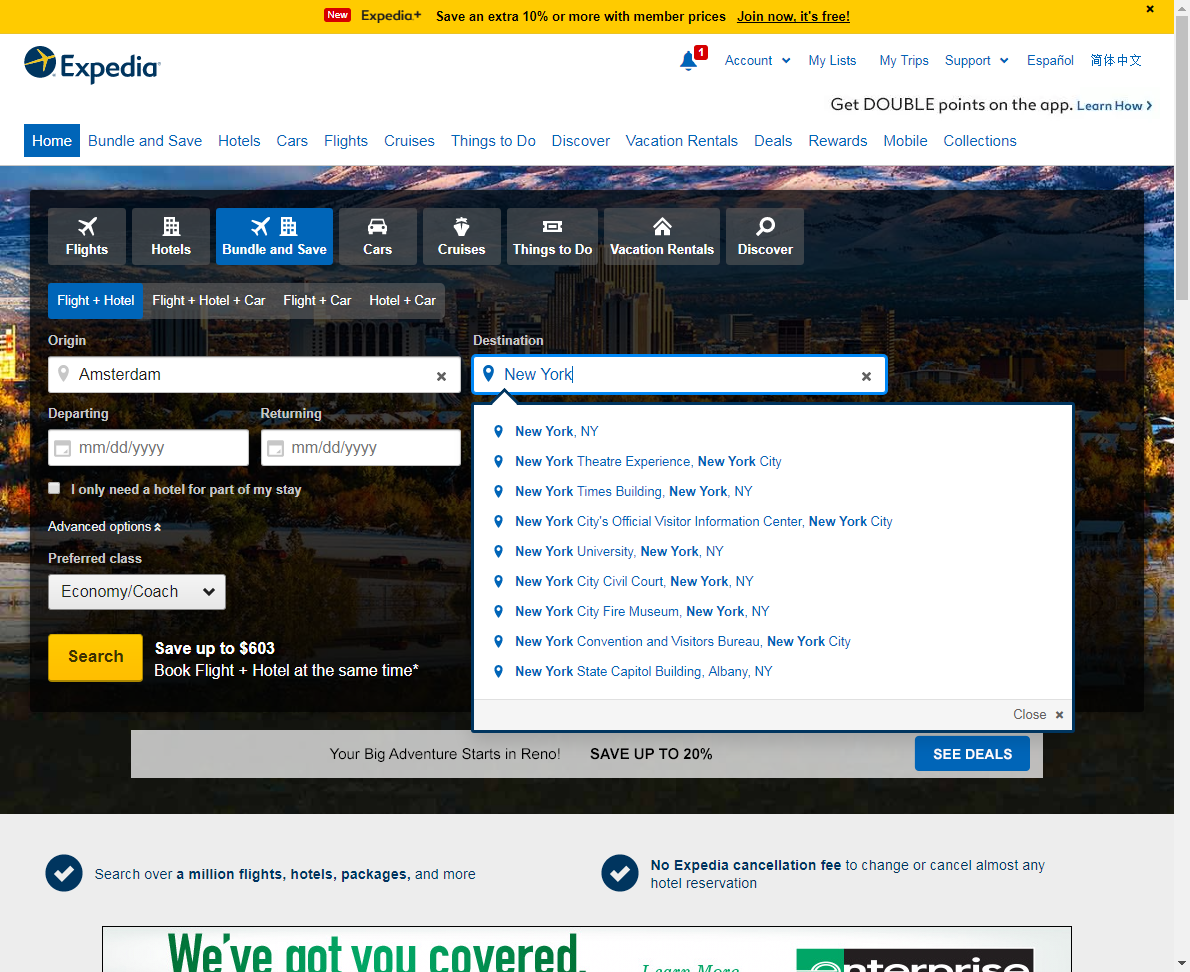 New Expedia+ Save an extra 10% or more with member prices Join now, it's free!
Expedia
1 Account My Lists My Trips Support Español 简体中文
Get DOUBLE points on the app. Learn How
Home Bundle and Save Hotels Cars Flights Cruises Things to Do Discover Vacation Rentals Deals Rewards Mobile Collections
Flights Hotels Bundle and Save Cars Cruises Things to Do Vacation Rentals Discover
Flight + Hotel Flight + Hotel + Car Flight + Car Hotel + Car
Origin Destination
Amsterdam New York
Departing Returning
mm/dd/yyyy mm/dd/yyyy
I only need a hotel for part of my stay
Advanced options
Preferred class
Economy/Coach
Search
Save up to $603
Book Flight + Hotel at the same time*
New York, NY
New York Theatre Experience, New York City
New York Times Building, New York, NY
New York City's Official Visitor Information Center, New York City
New York University, New York, NY
New York City Civil Court, New York, NY
New York City Fire Museum, New York, NY
New York Convention and Visitors Bureau, New York City
New York State Capitol Building, Albany, NY
Close
Your Big Adventure Starts in Reno! SAVE UP TO 20% SEE DEALS
Search over a million flights, hotels, packages, and more
No Expedia cancellation fee to change or cancel almost any
hotel reservation
We've got you covered.
Learn More
enterprise